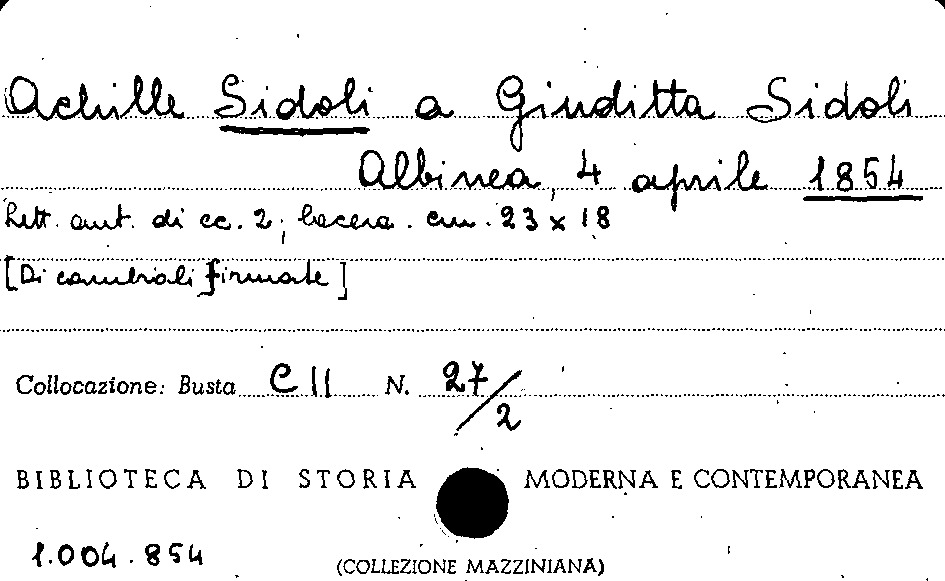 Achille Sidoli a Giuditta Sidoli
Albinea, 4 aprile 1854
Lett. aut. di cc. 2, lacera. cm. 23 x 18
[Di cambiali firmate]
Collocazione: Busta C II N. 27/2
BIBLIOTECA DI STORIA MODERNA E CONTEMPORANEA
1.004.854
(COLLEZIONE MAZZINIANA)